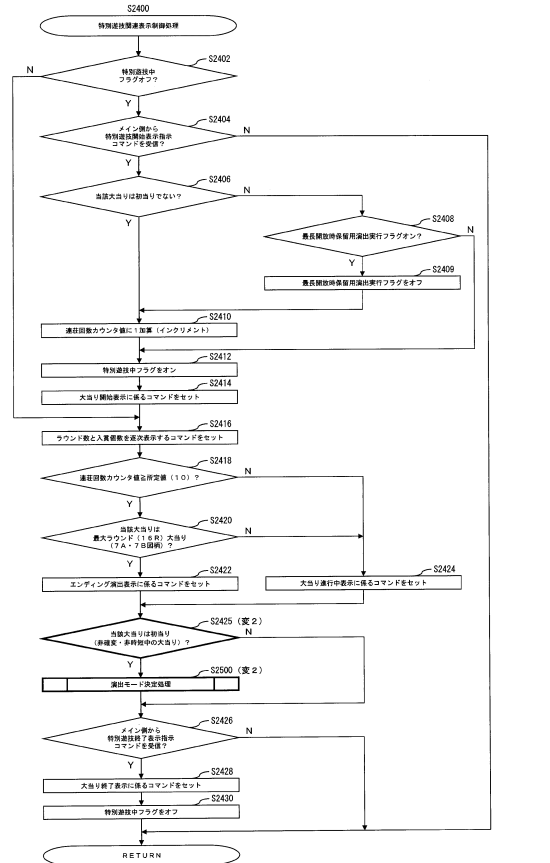 S2400
特別遊技関連表示制御処理
S2402
特別遊技中
フラグオフ?
N
Y
S2404
メイン側から
特別遊技開始表示指示
コマンドを受信?
N
Y
S2406
当該大当りは初当りでない?
N
Y
S2408
最長開放時保留用演出実行フラグオン?
N
Y
S2409
最長開放時保留用演出実行フラグをオフ
S2410
連荘回数カウンタ値に1加算(インクリメント)
S2412
特別遊技中フラグをオン
S2414
大当り開始表示に係るコマンドをセット
S2416
ラウンド数と入賞個数を逐次表示するコマンドをセット
S2418
連荘回数カウンタ値≧所定値(10)?
N
Y
S2420
当該大当りは
最大ラウンド(16R)大当り
(7A・7B図柄)?
N
Y
S2422
エンディング演出表示に係るコマンドをセット
S2424
大当り進行中表示に係るコマンドをセット
S2425(変2)
当該大当りは初当り
(非確変・非時短中の大当り)?
N
Y
S2500(変2)
演出モード決定処理
S2426
メイン側から
特別遊技終了表示指示
コマンドを受信?
N
Y
S2428
大当り終了表示に係るコマンドをセット
S2430
特別遊技中フラグをオフ
RETURN